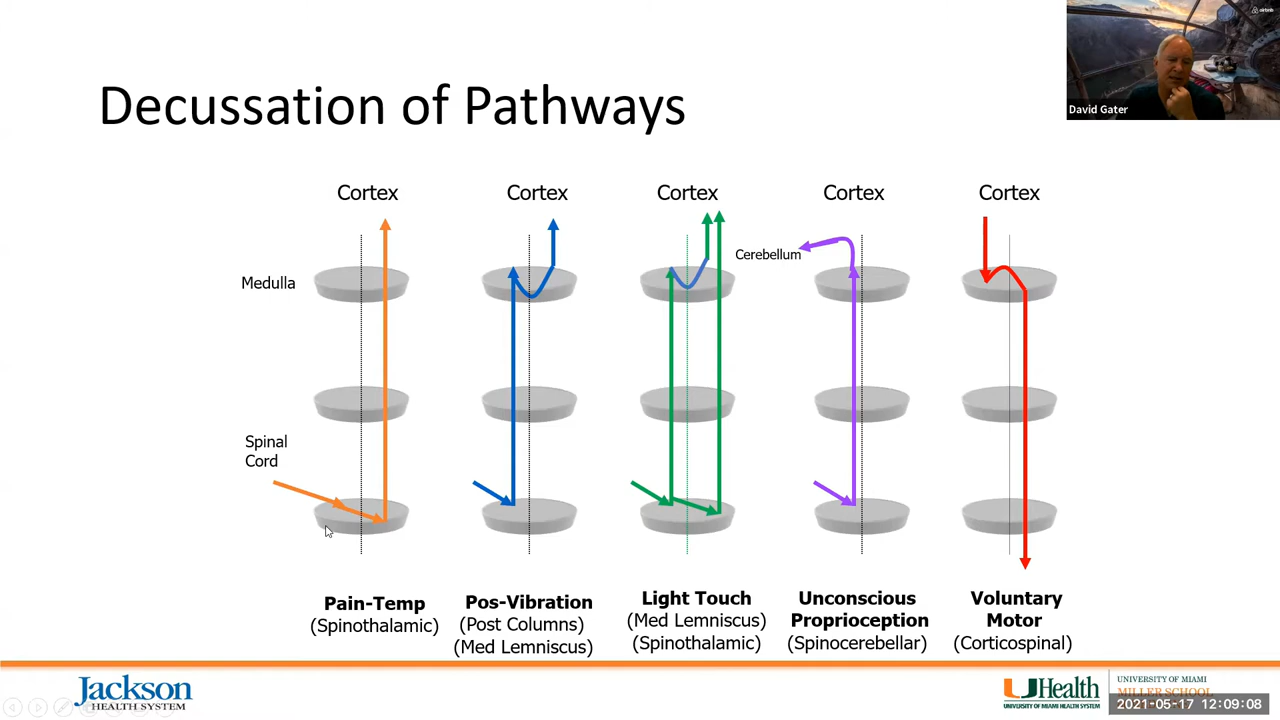 airbnb
David Gater
Decussation of Pathways
Cortex
Cortex
Cortex
Cortex
Cortex
Cerebellum
Medulla
Spinal
Cord
Pain-Temp
(Spinothalamic)
Pos-Vibration
(Post Columns)
(Med Lemniscus)
Light Touch
(Med Lemniscus)
(Spinothalamic)
Unconscious
Proprioception
(Spinocerebellar)
Voluntary
Motor
(Corticospinal)
Jackson
HEALTH SYSTEM
UHealth
UNIVERSITY OF MIAMI HEALTH SYSTEM
UNIVERSITY OF MIAMI
MILLER SCHOOL
2021-05-17 12:09:08